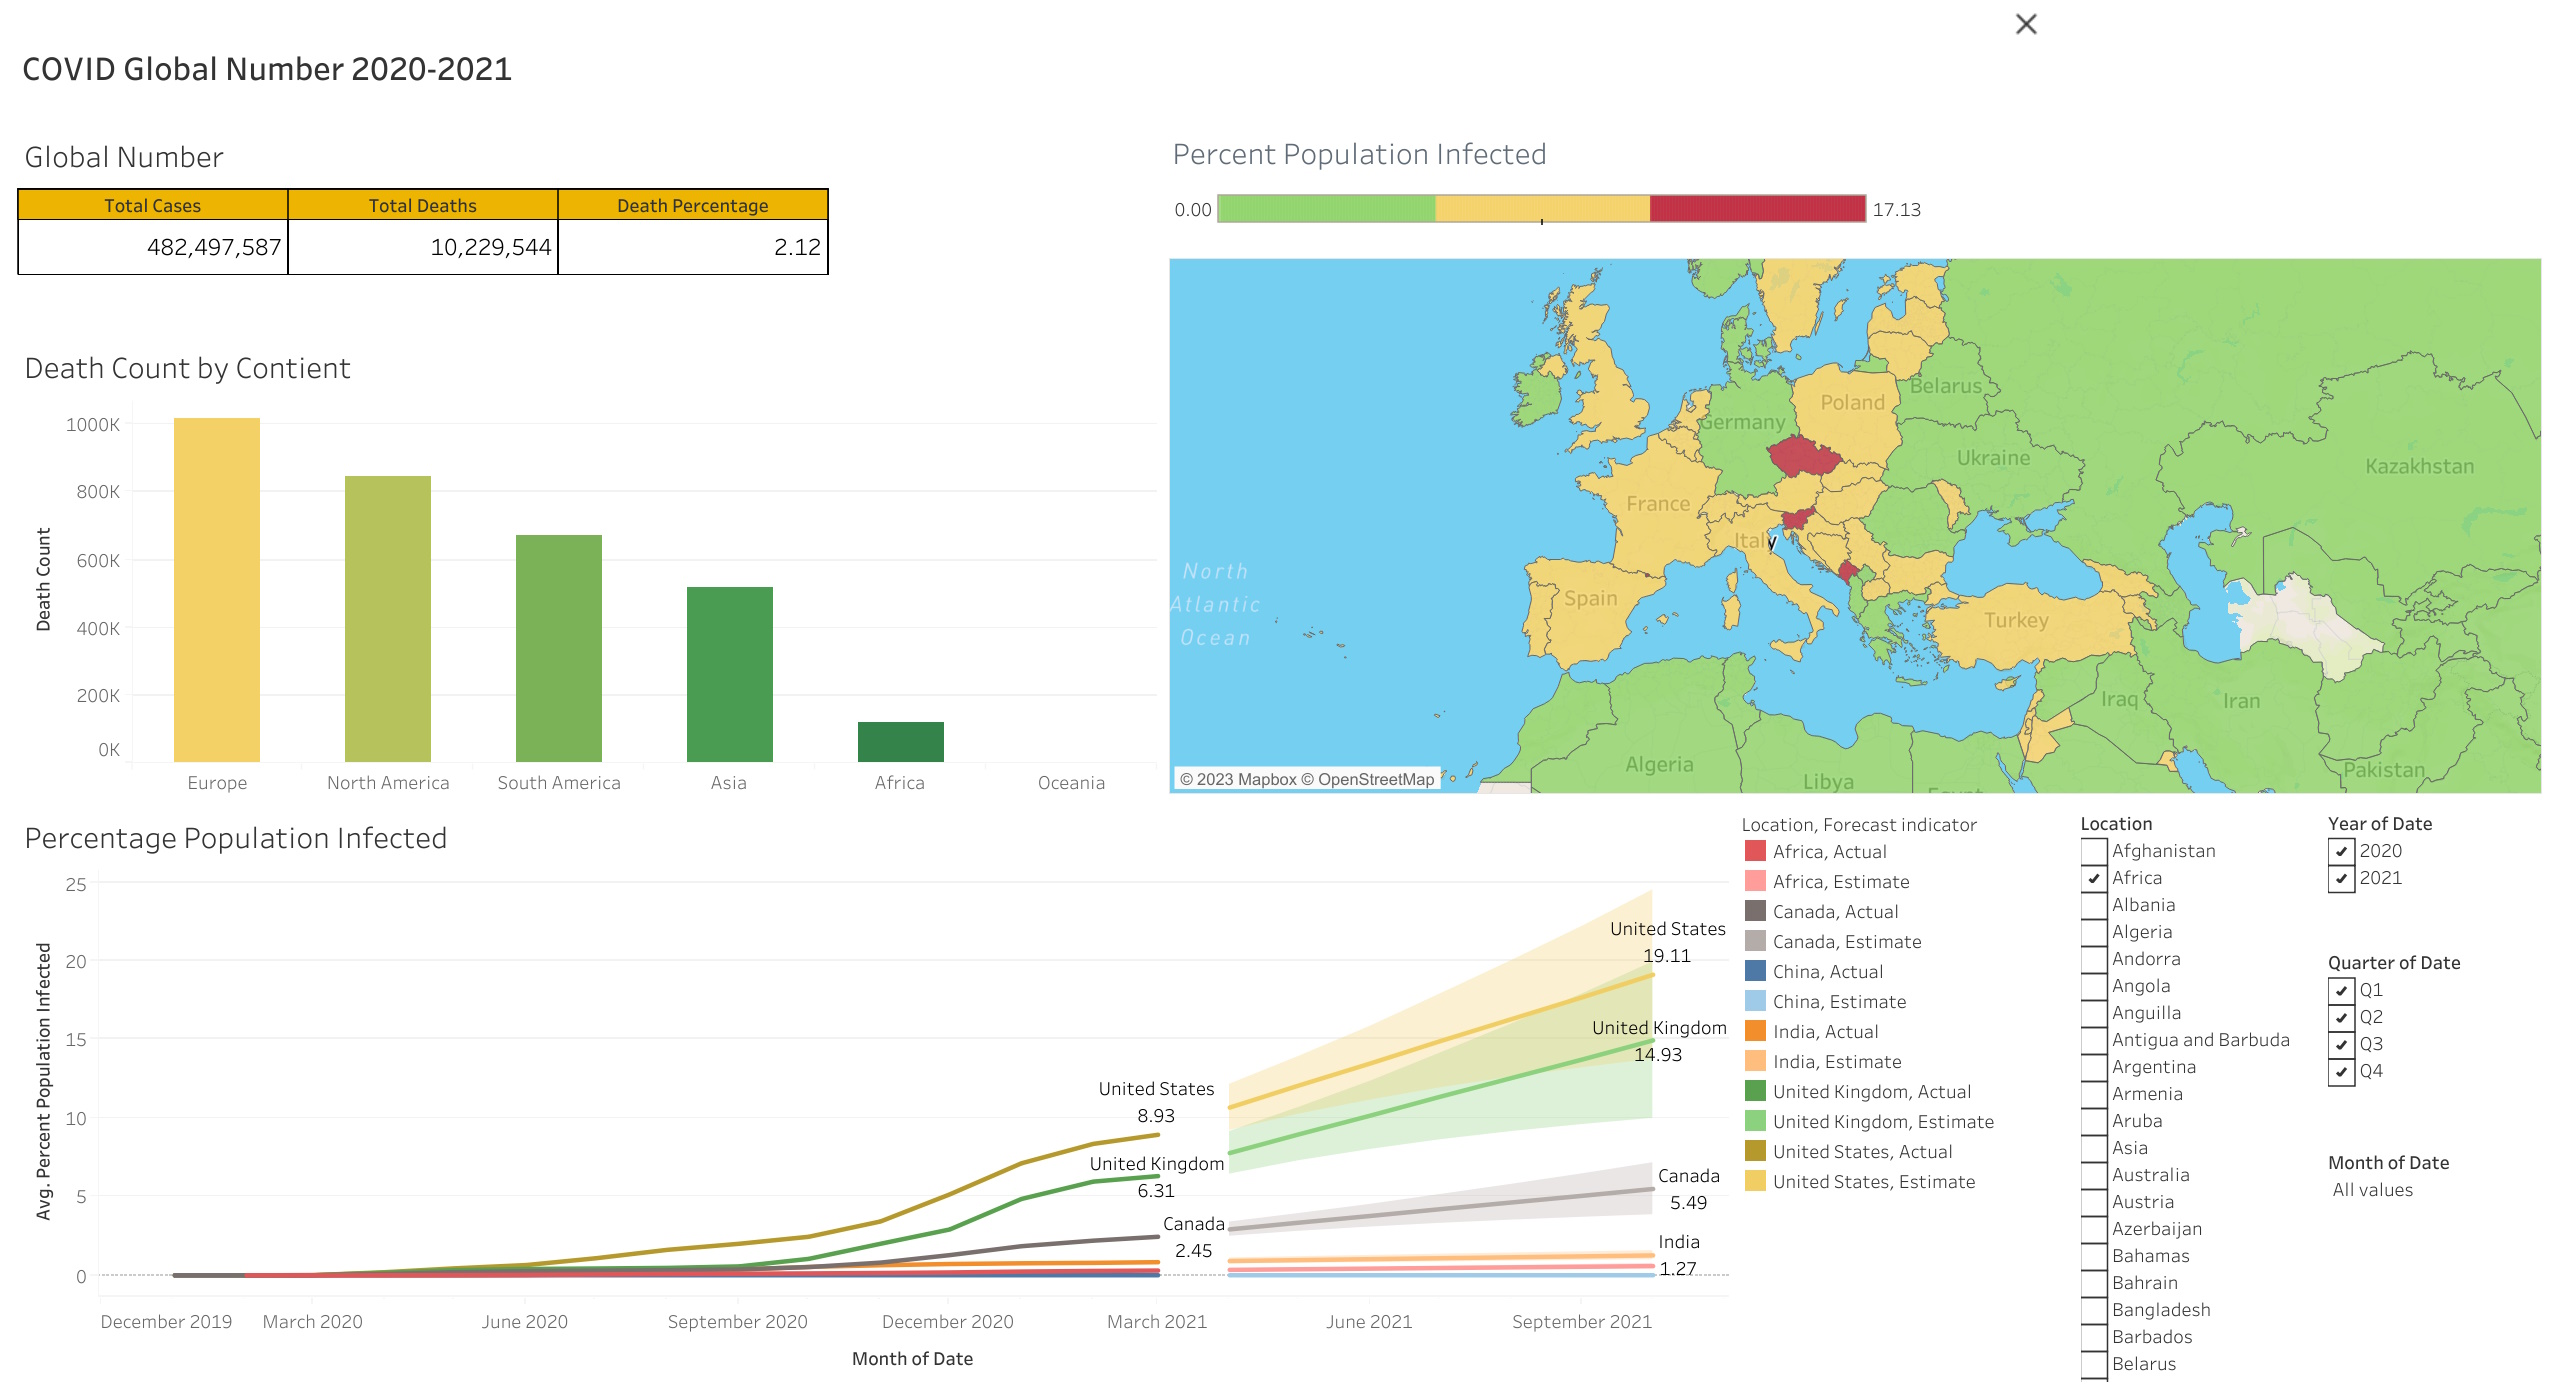 COVID Global Number 2020-2021
Global Number
Total Cases Total Deaths Death Percentage
482,497,587 10,229,544 2.12
Death Count by Contient
Death Count
1000K
800K
600K
400K
200K
0K
Europe North America South America Asia Africa Oceania
Percent Population Infected
0.00 17.13
Belarus
Poland
Germany
Ukraine
Kazakhstan
France
Italy
North
Atlantic
Ocean
Spain
Turkey
Iraq
Iran
Algeria
Libya
Egypt
Pakistan
© 2023 Mapbox © OpenStreetMap
Percentage Population Infected
Avg. Percent Population Infected
25
20
15
10
5
0
United States
19.11
United Kingdom
14.93
United States
8.93
United Kingdom
6.31
Canada
5.49
Canada
2.45
India
1.27
December 2019 March 2020 June 2020 September 2020 December 2020 March 2021 June 2021 September 2021
Month of Date
Location, Forecast indicator
Africa, Actual
Africa, Estimate
Canada, Actual
Canada, Estimate
China, Actual
China, Estimate
India, Actual
India, Estimate
United Kingdom, Actual
United Kingdom, Estimate
United States, Actual
United States, Estimate
Location
Afghanistan
Africa
Albania
Algeria
Andorra
Angola
Anguilla
Antigua and Barbuda
Argentina
Armenia
Aruba
Asia
Australia
Austria
Azerbaijan
Bahamas
Bahrain
Bangladesh
Barbados
Belarus
Year of Date
2020
2021
Quarter of Date
Q1
Q2
Q3
Q4
Month of Date
All values